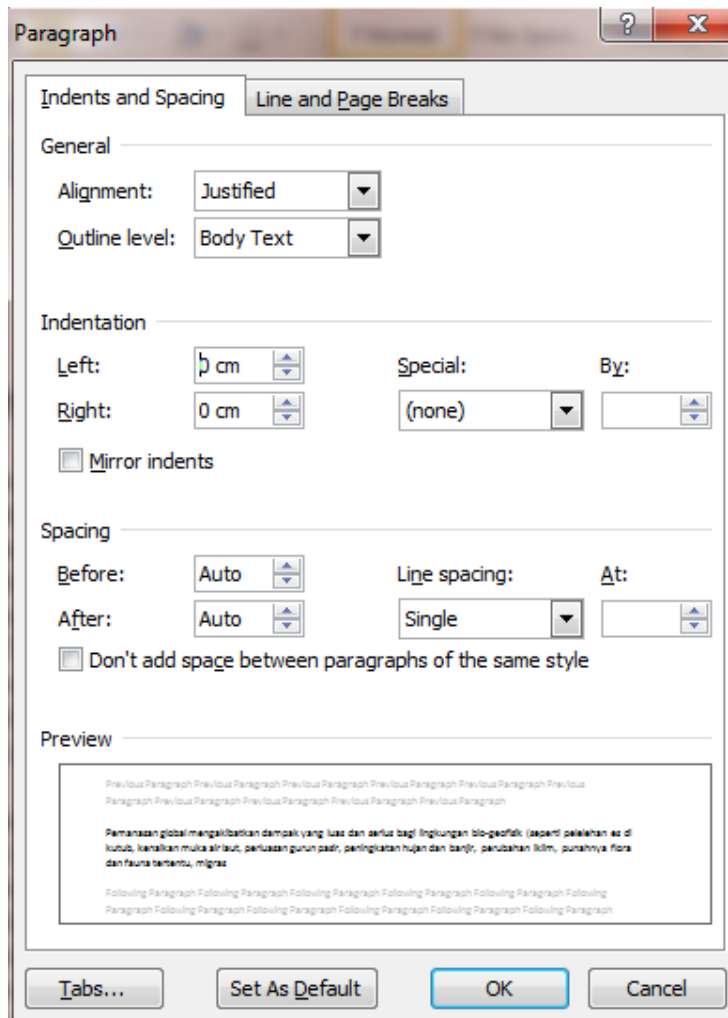 Paragraph
Indents and Spacing
Line and Page Breaks
General
Alignment: Justified
Outline level: Body Text
Indentation
Left: 0 cm Special: By:
Right: 0 cm (none)
Mirror indents
Spacing
Before: Auto Line spacing: At:
After: Auto Single
Don't add space between paragraphs of the same style
Preview
Previous Paragraph Previous Paragraph Previous Paragraph Previous Paragraph Previous Paragraph Previous
Paragraph Previous Paragraph Previous Paragraph Previous Paragraph Previous Paragraph
Pemanasan global mengakibatkan dampak yang luas dan serius bagi lingkungan bio-geofisik (seperti pelelehan es di
kutub, kenaikan muka air laut, perluasan gurun pasir, peningkatan hujan dan banjir, perubahan iklim, punahnya flora
dan fauna tertentu, migras
Following Paragraph Following Paragraph Following Paragraph Following Paragraph Following Paragraph Following
Paragraph Following Paragraph Following Paragraph Following Paragraph Following Paragraph Following Paragraph
Tabs... Set As Default OK Cancel